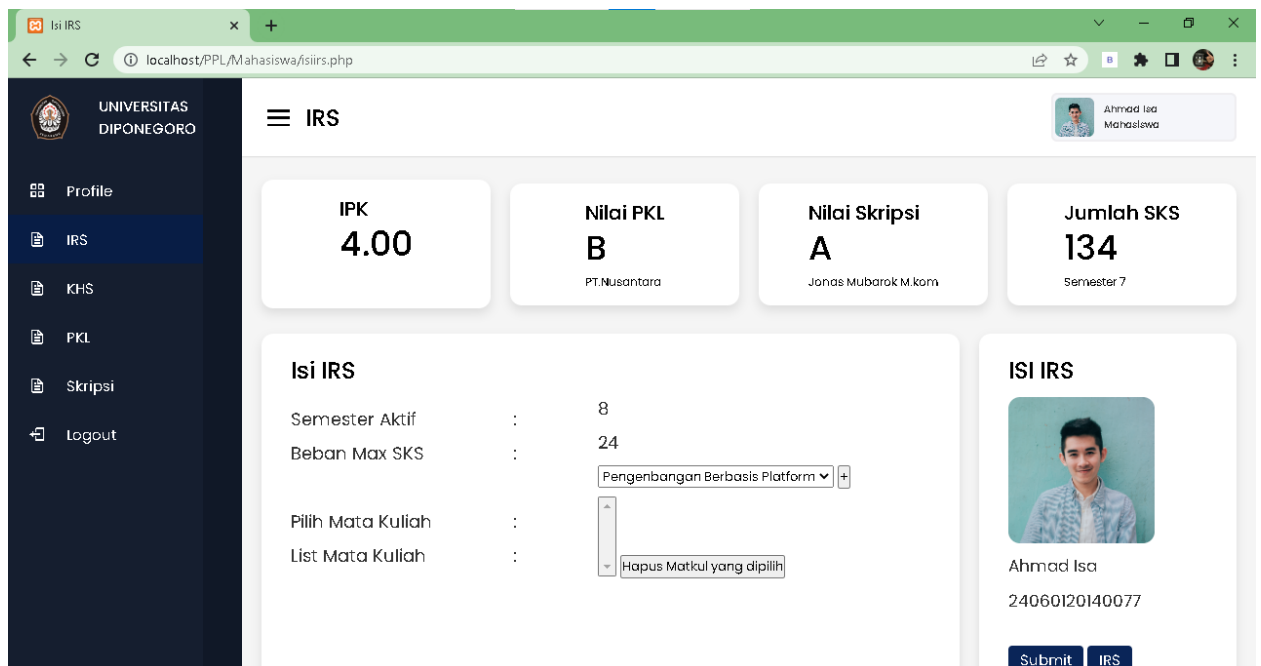 Isi IRS
localhost/PPL/Mahasiswa/isiirs.php
B
UNIVERSITAS
DIPONEGORO
IRS
Ahmad Isa
Mahasiswa
Profile
IRS
KHS
PKL
Skripsi
Logout
IPK
4.00
Nilai PKL
B
PT.Nusantara
Nilai Skripsi
A
Jonas Mubarok M.kom
Jumlah SKS
134
Semester 7
Isi IRS
Semester Aktif : 8
Beban Max SKS : 24
Pengenbangan Berbasis Platform +
Pilih Mata Kuliah :
List Mata Kuliah :
Hapus Matkul yang dipilih
ISI IRS
Ahmad Isa
24060120140077
Submit IRS